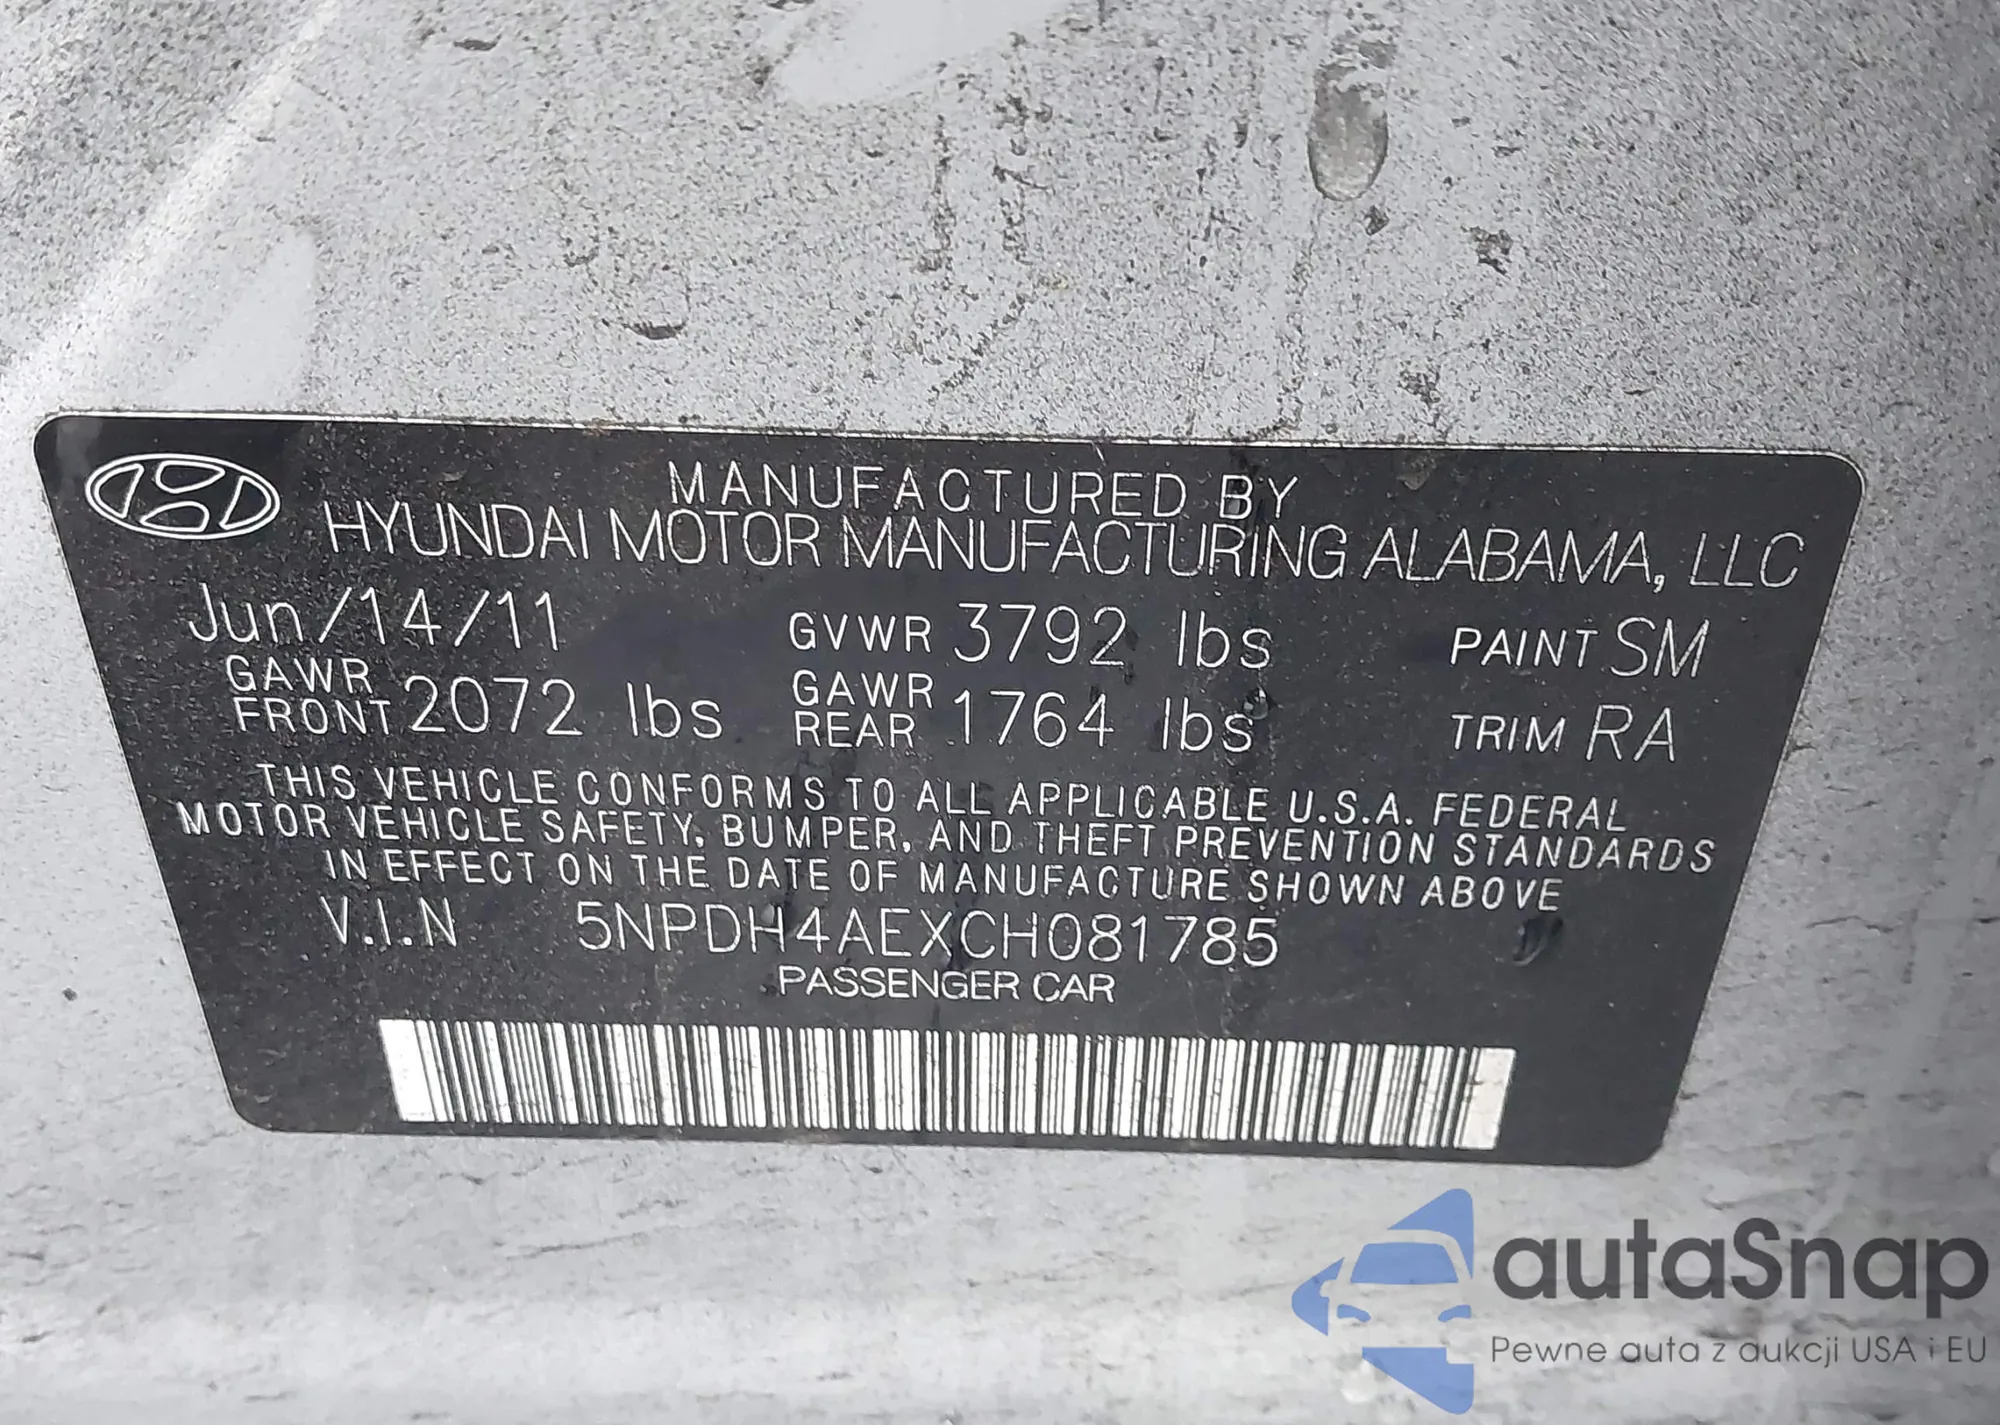 MANUFACTURED BY
HYUNDAI MOTOR MANUFACTURING ALABAMA, LLC
Jun/14/11 GVWR 3792 lbs PAINT SM
GAWR FRONT 2072 lbs GAWR REAR 1764 lbs TRIM RA
THIS VEHICLE CONFORMS TO ALL APPLICABLE U.S.A. FEDERAL
MOTOR VEHICLE SAFETY, BUMPER, AND THEFT PREVENTION STANDARDS
IN EFFECT ON THE DATE OF MANUFACTURE SHOWN ABOVE
V.I.N 5NPDH4AEXCH081785
PASSENGER CAR
autaSnap
Pewne auta z aukcji USA i EU